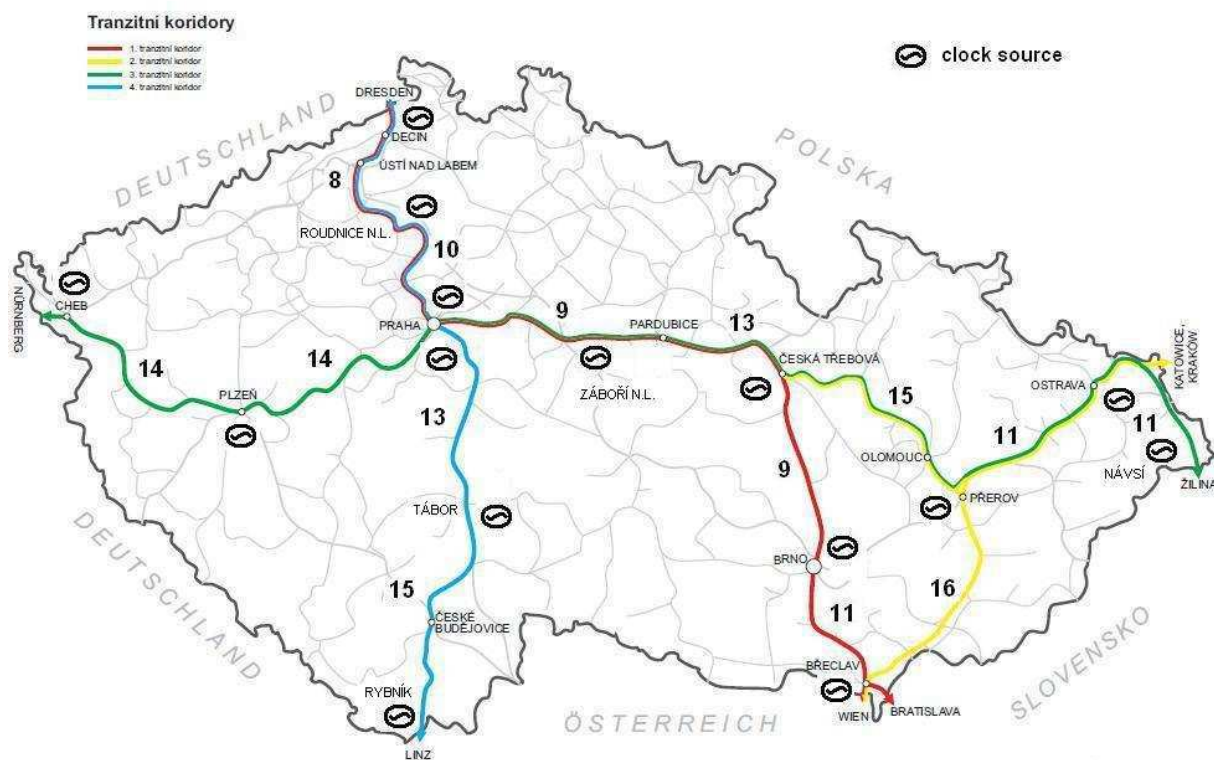 Tranzitni koridory
1. tranzitní koridor
2. tranzitní koridor
3. tranzitní koridor
4. tranzitní koridor
clock source
DEUTSCHLAND
POLSKA
DRESDEN
DECIN
ÚSTÍ NAD LABEM
8
ROUDNICE N.L.
10
NÜRNBERG
CHEB
PRAHA
9
PARDUBICE
13
ČESKÁ TŘEBOVÁ
KATOWICE,
KRAKÓW
14
14
PLZEŇ
ZÁBOŘÍ N.L.
15
OSTRAVA
11
11
13
9
OLOMOUC
NÁVSÍ
ŽILINA
PŘEROV
TÁBOR
DEUTSCHLAND
BRNO
15
16
ČESKÉ
BUDĚJOVICE
11
SLOVENSKO
BŘECLAV
RYBNÍK
ÖSTERREICH
WIEN
BRATISLAVA
LINZ